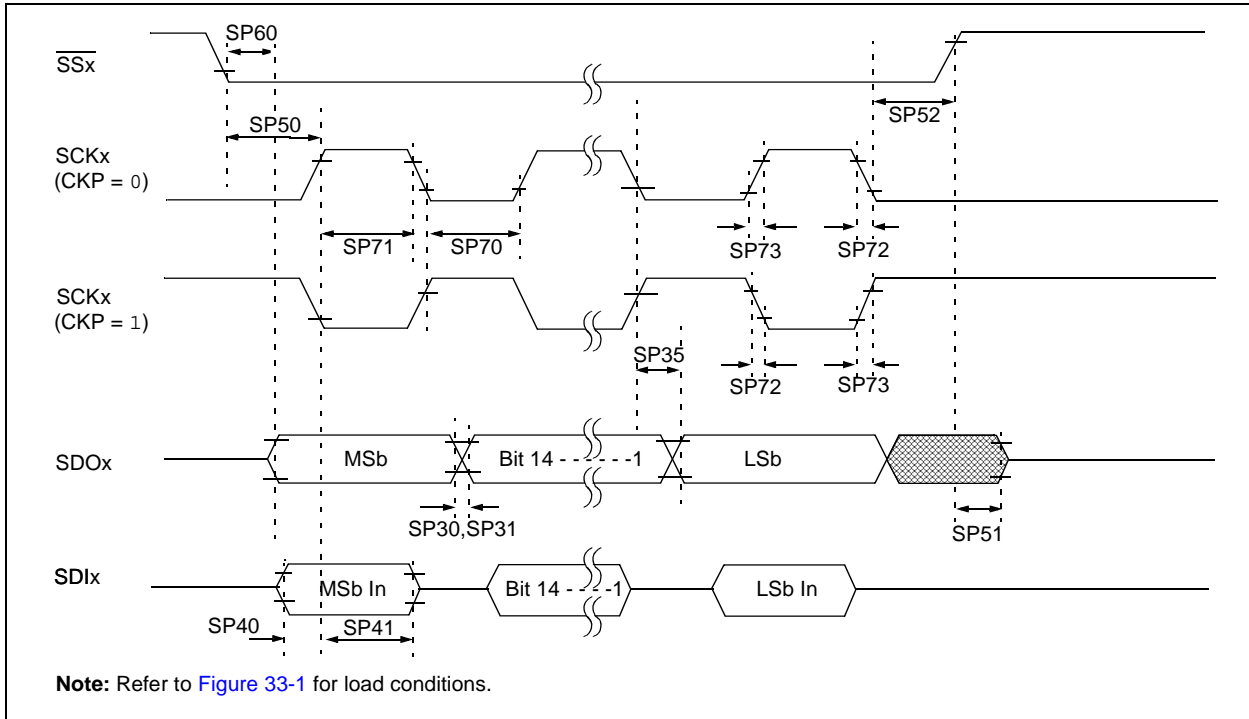 SP60
SSx
SP50
SP52
SCKx
(CKP = 0)
SP71
SP70
SP73
SP72
SCKx
(CKP = 1)
SP35
SP72
SP73
SDOx
MSb
Bit 14 - - - - - -1
LSb
SP30,SP31
SP51
SDIx
MSb In
Bit 14 - - - -1
LSb In
SP40
SP41
Note: Refer to Figure 33-1 for load conditions.